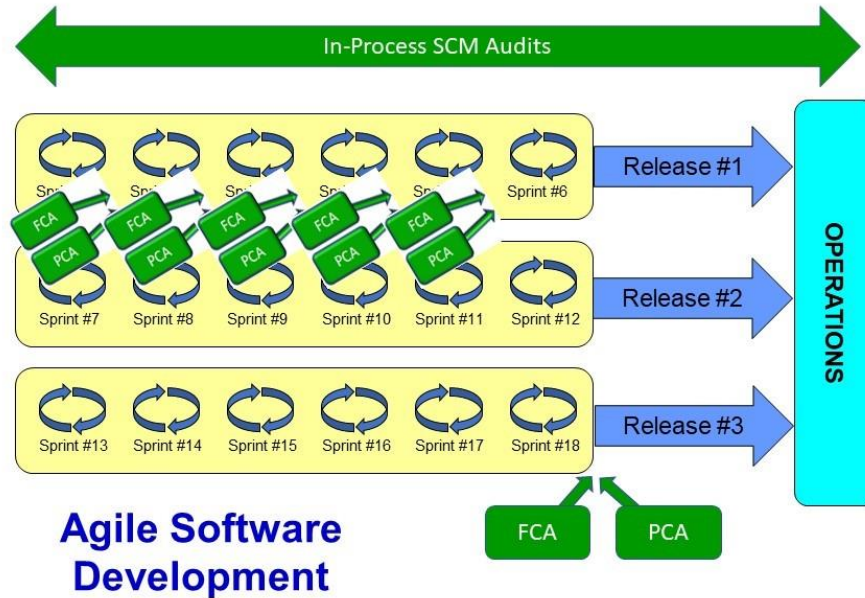 In-Process SCM Audits
Sprint #6
Release #1
FCA
PCA
FCA
PCA
FCA
PCA
FCA
PCA
FCA
PCA
Sprint #7
Sprint #8
Sprint #9
Sprint #10
Sprint #11
Sprint #12
Release #2
OPERATIONS
Sprint #13
Sprint #14
Sprint #15
Sprint #16
Sprint #17
Sprint #18
Release #3
FCA
PCA
Agile Software
Development